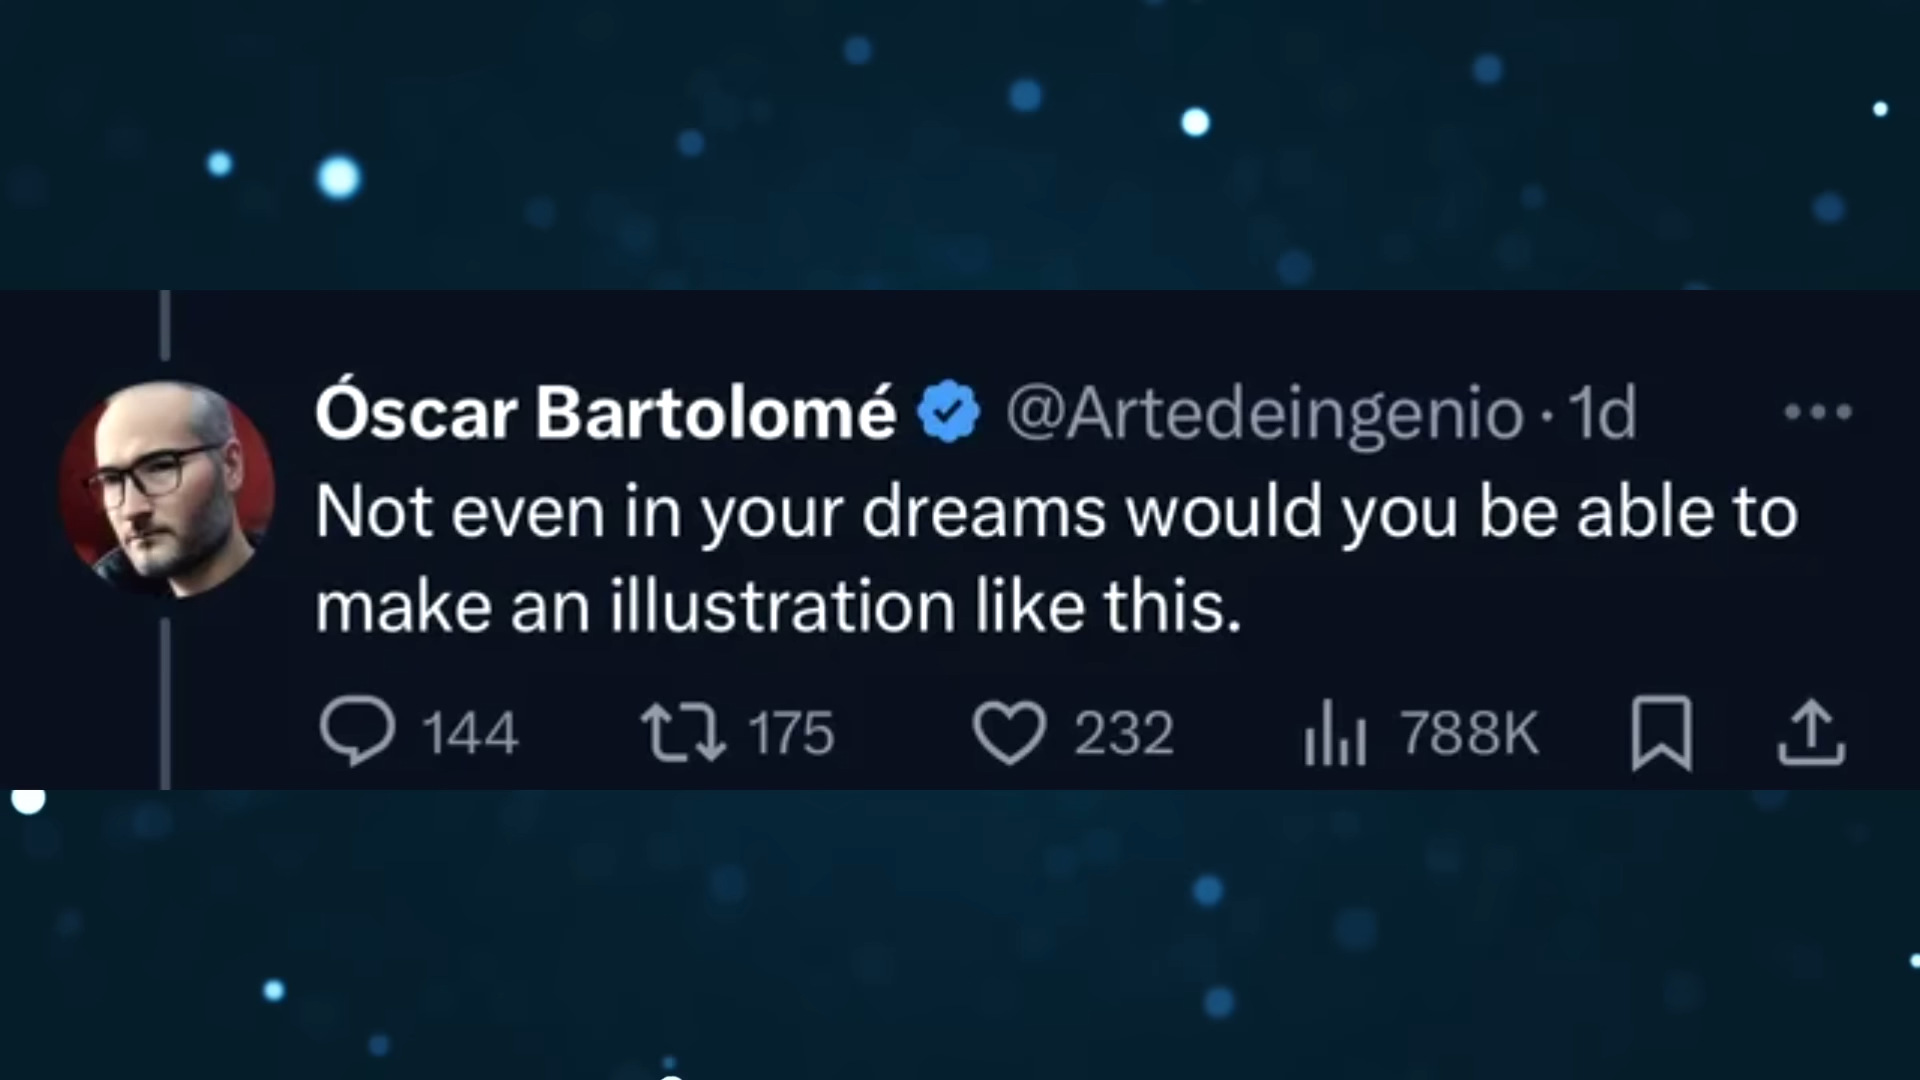 Óscar Bartolomé @Artedeingenio · 1d
Not even in your dreams would you be able to
make an illustration like this.
144 175 232 788K